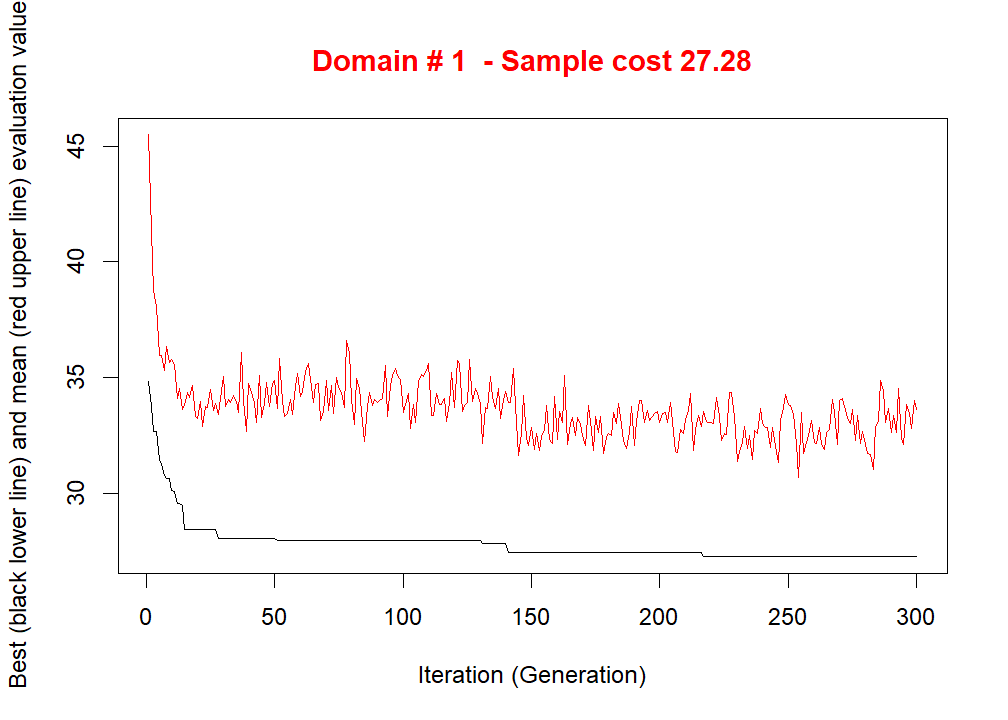 Domain # 1  - Sample cost 27.28
Best (black lower line) and mean (red upper line) evaluation value
45
40
35
30
0 50 100 150 200 250 300
Iteration (Generation)